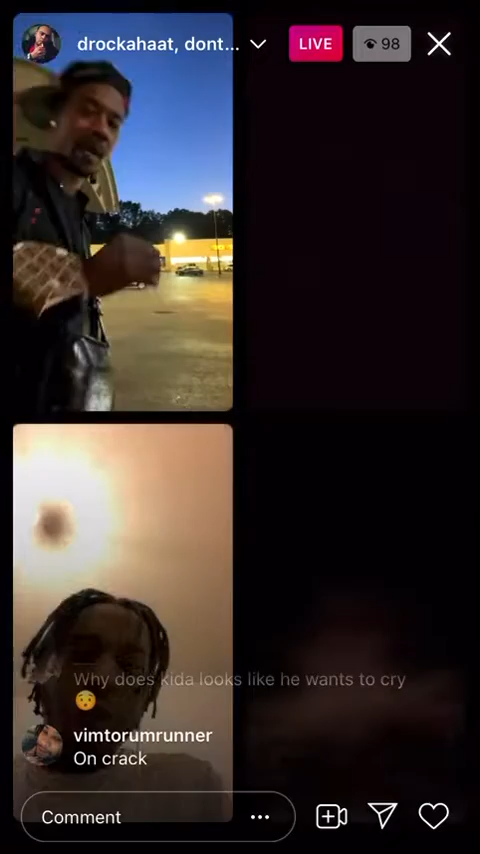 drockahaat, dont...
LIVE
98
Why does kida looks like he wants to cry
😯
vimtorumrunner
On crack
Comment